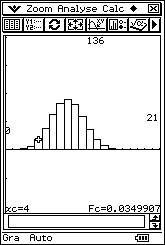 Zoom Analyse Calc ◆
136
21
0
xc=4 Fc=0.0349907
Gra Auto